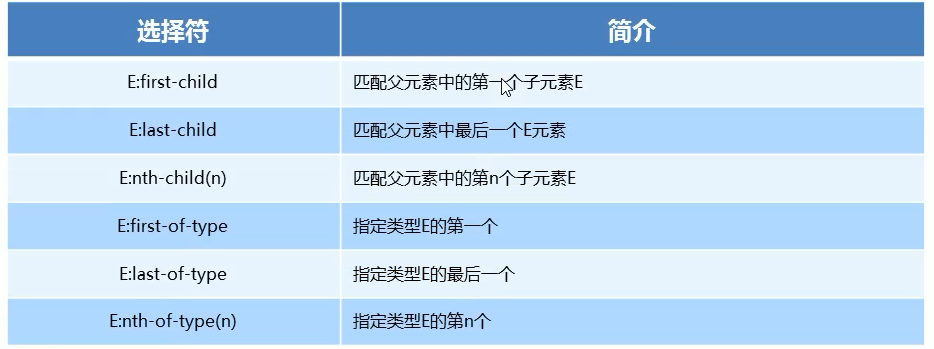 选择符 简介
E:first-child 匹配父元素中的第一个子元素E
E:last-child 匹配父元素中最后一个E元素
E:nth-child(n) 匹配父元素中的第n个子元素E
E:first-of-type 指定类型E的第一个
E:last-of-type 指定类型E的最后一个
E:nth-of-type(n) 指定类型E的第n个